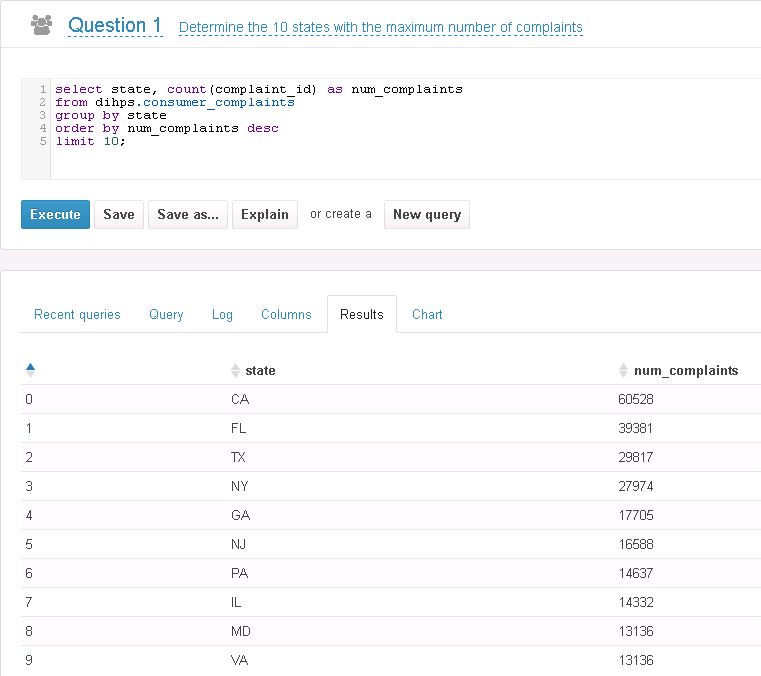 Question 1 Determine the 10 states with the maximum number of complaints
1 select state, count(complaint_id) as num_complaints
2 from dihps.consumer_complaints
3 group by state
4 order by num_complaints desc
5 limit 10;
Execute Save Save as... Explain or create a New query
Recent queries Query Log Columns Results Chart
state num_complaints
0 CA 60528
1 FL 39381
2 TX 29817
3 NY 27974
4 GA 17705
5 NJ 16588
6 PA 14637
7 IL 14332
8 MD 13136
9 VA 13136